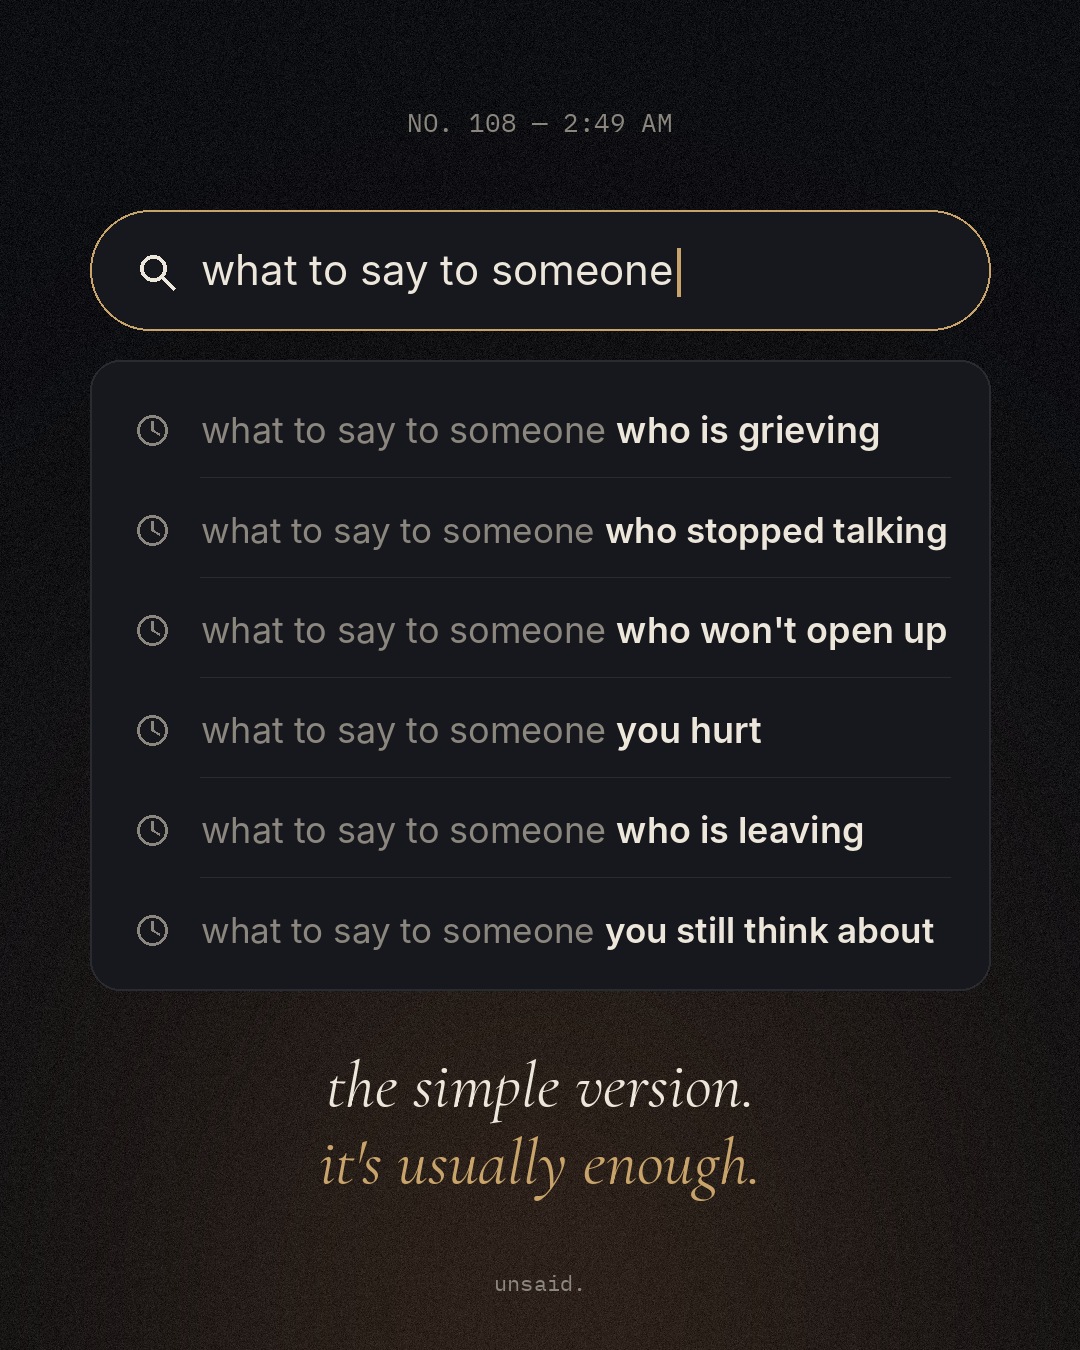 NO. 108 — 2:49 AM
what to say to someone
what to say to someone who is grieving
what to say to someone who stopped talking
what to say to someone who won't open up
what to say to someone you hurt
what to say to someone who is leaving
what to say to someone you still think about
the simple version.
it's usually enough.
unsaid.